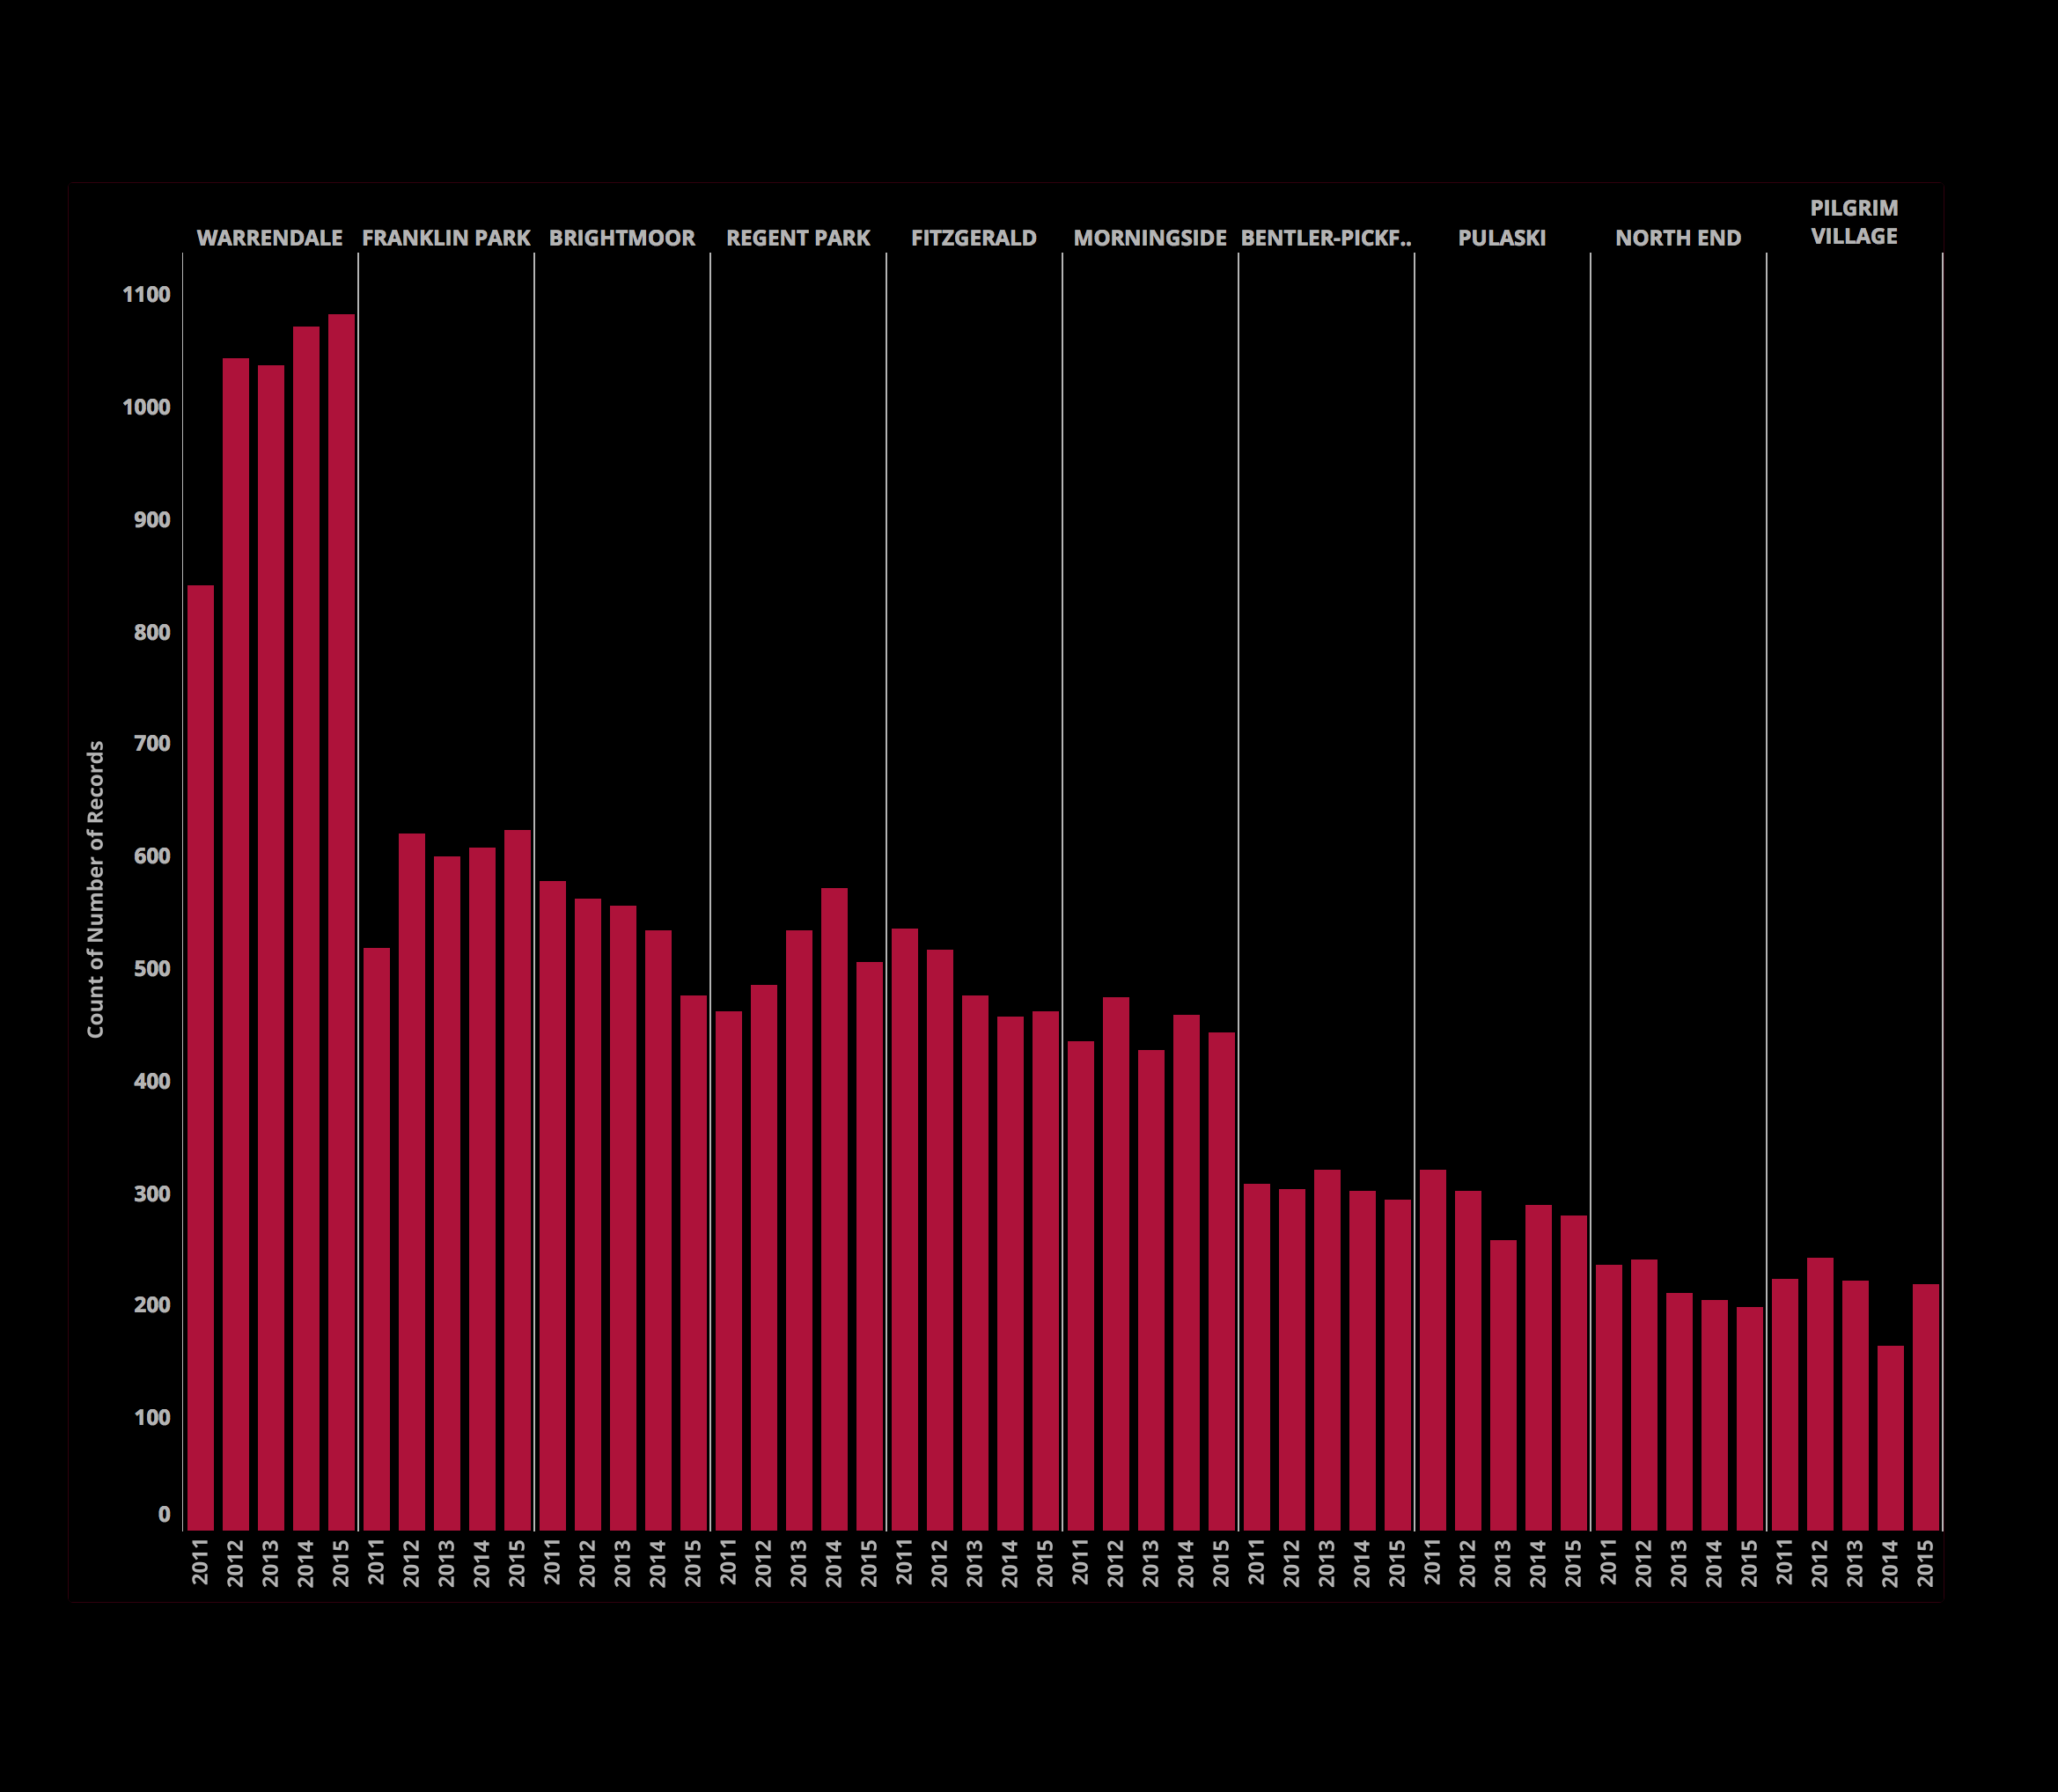 PILGRIM
VILLAGE
WARRENDALE FRANKLIN PARK BRIGHTMOOR REGENT PARK FITZGERALD MORNINGSIDE BENTLER-PICKF.. PULASKI NORTH END
1100
1000
900
800
700
600
500
400
300
200
100
0
Count of Number of Records
2011 2012 2013 2014 2015 2011 2012 2013 2014 2015 2011 2012 2013 2014 2015 2011 2012 2013 2014 2015 2011 2012 2013 2014 2015 2011 2012 2013 2014 2015 2011 2012 2013 2014 2015 2011 2012 2013 2014 2015 2011 2012 2013 2014 2015 2011 2012 2013 2014 2015